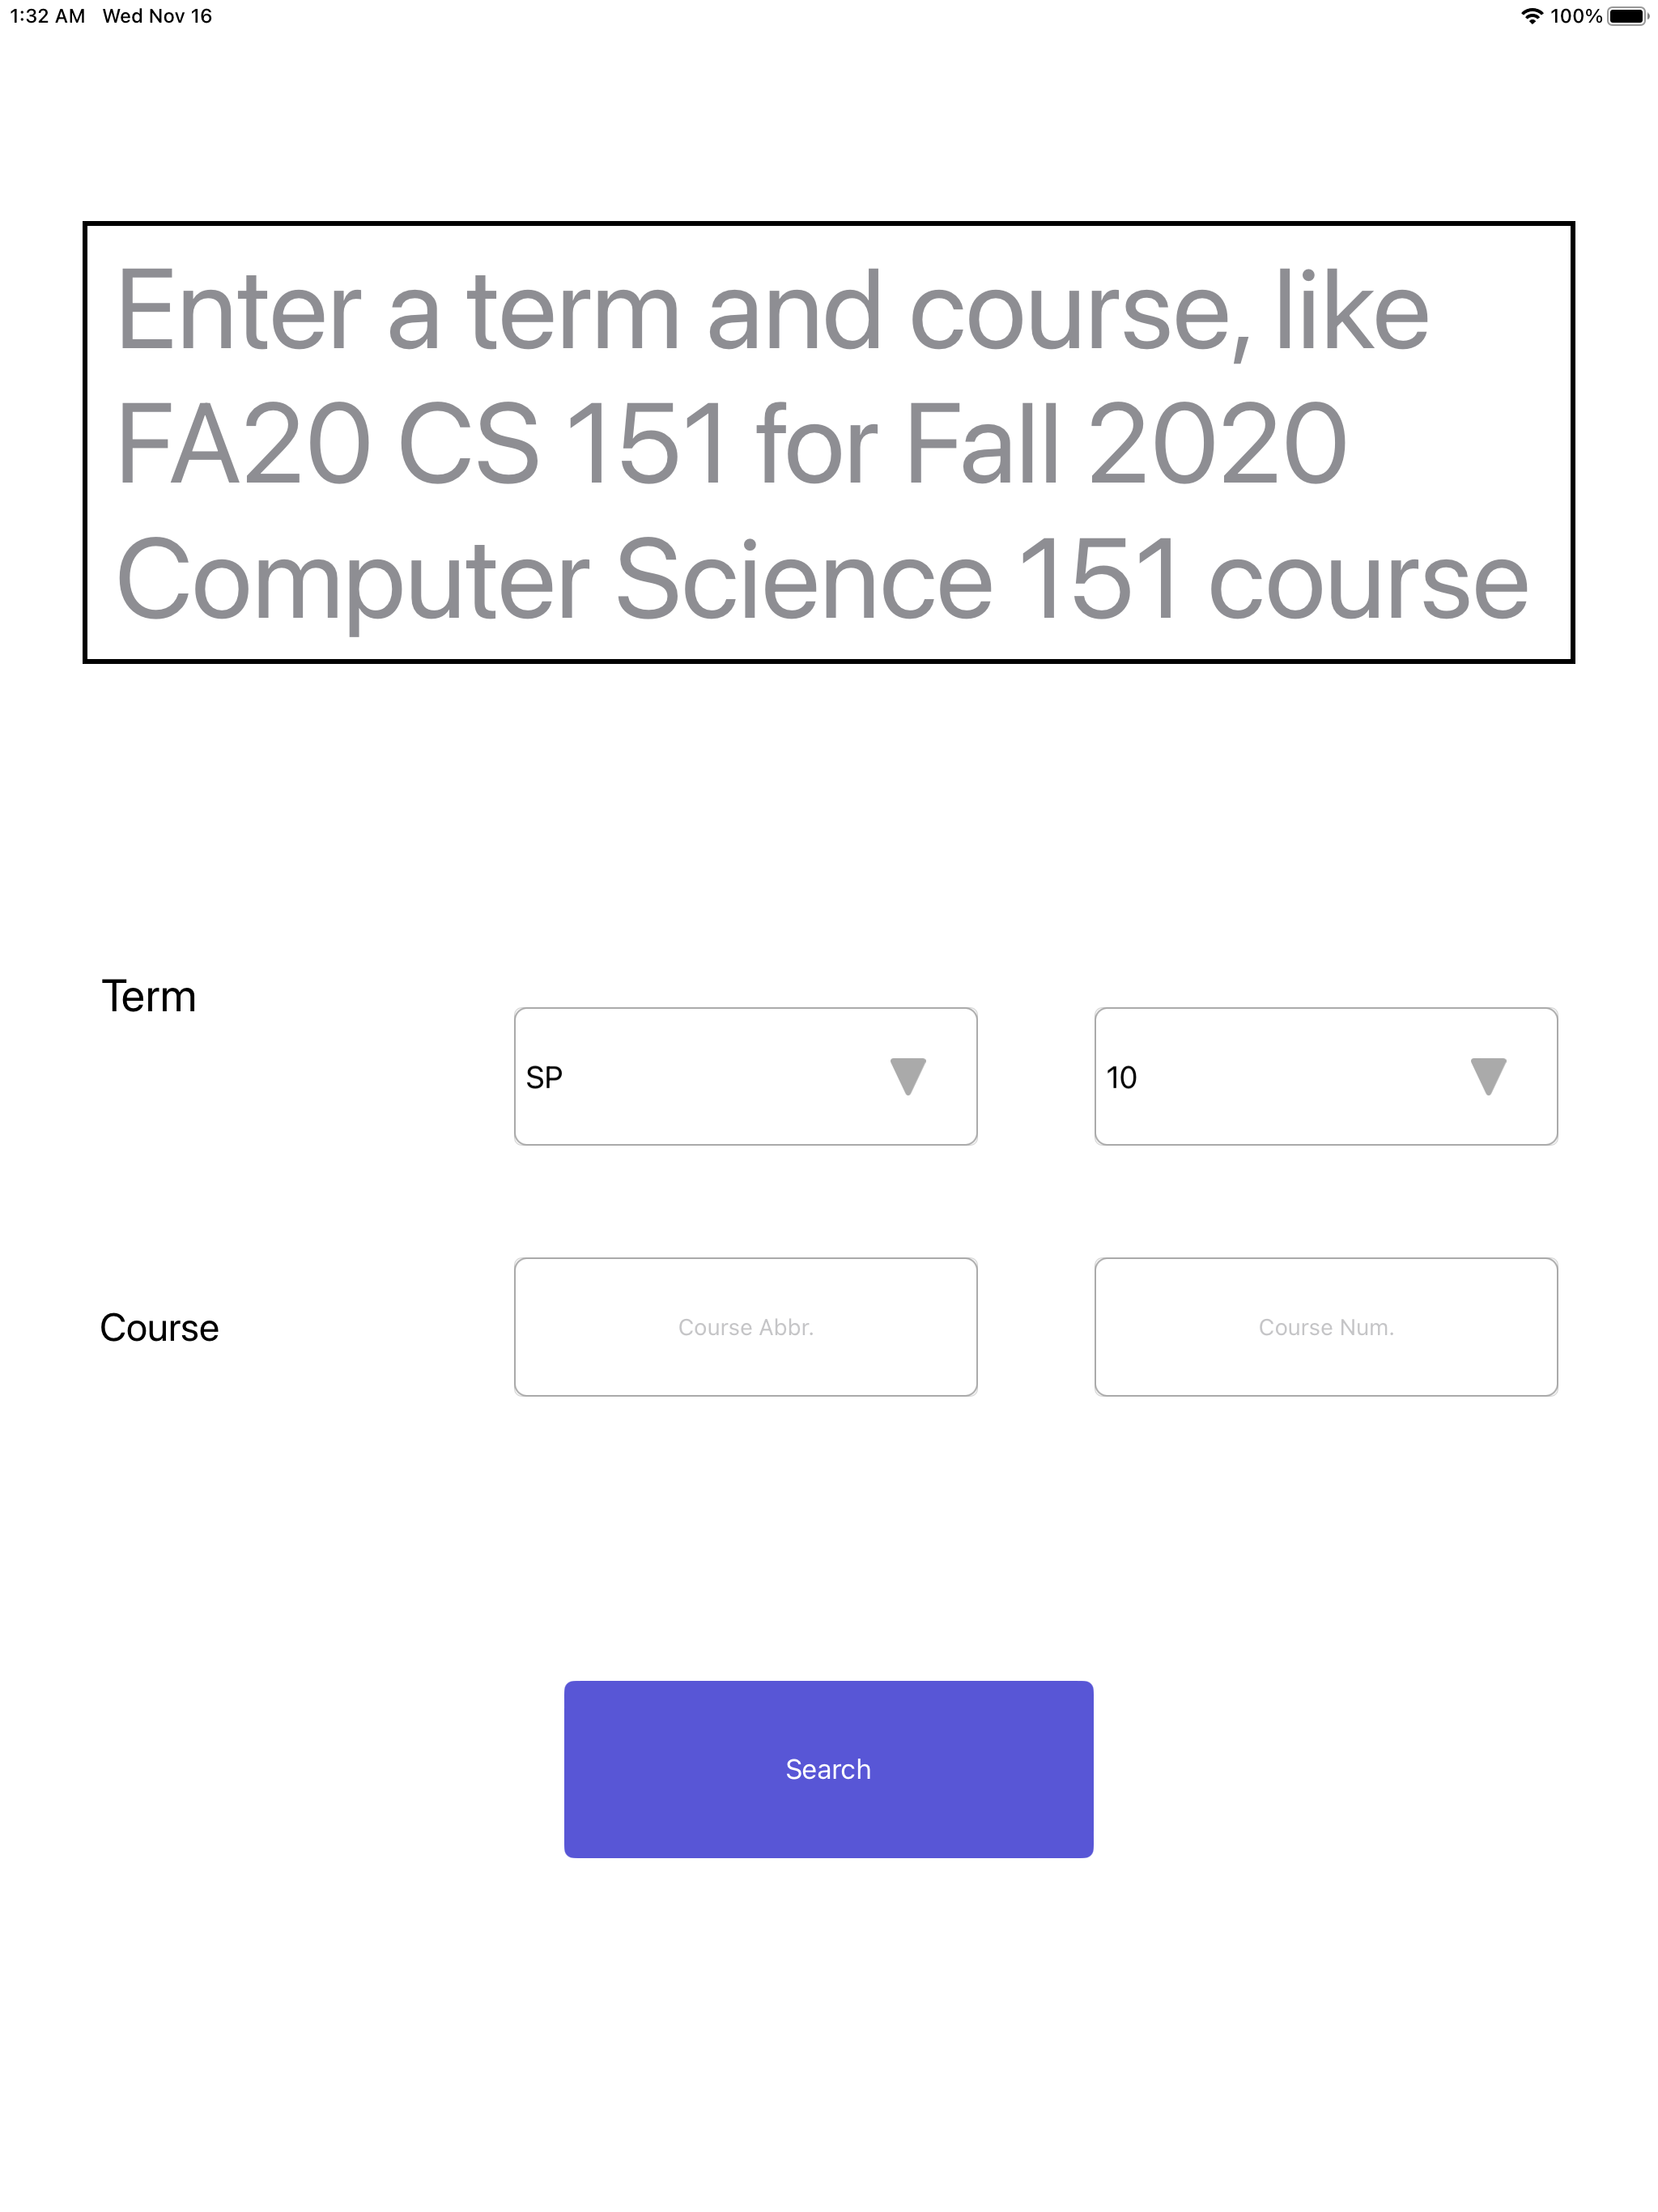 1:32 AM Wed Nov 16 100%
Enter a term and course, like
FA20 CS 151 for Fall 2020
Computer Science 151 course
Term
SP 10
Course Course Abbr. Course Num.
Search